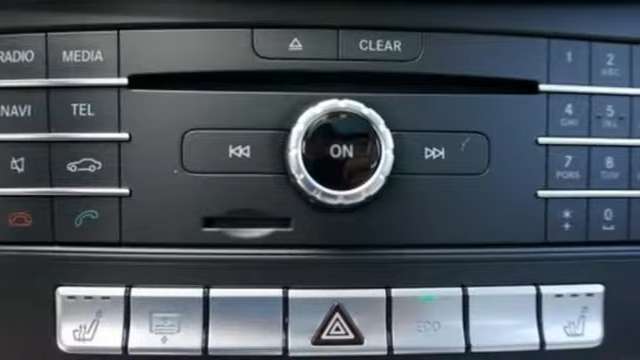 RADIO MEDIA CLEAR 1 2 ABC
NAVI TEL 4 GHI 5 JKL
ON
7 PQRS 8 TUV
* 0
ECO